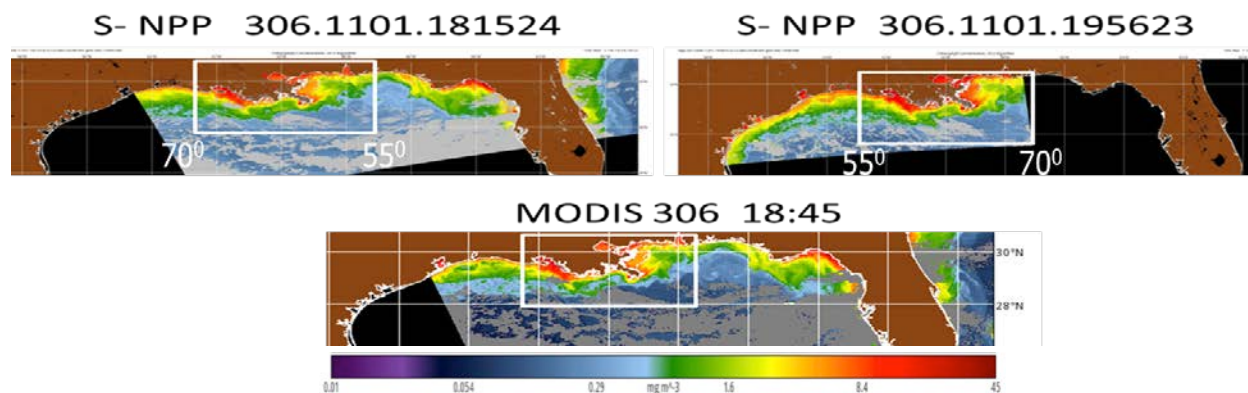 S- NPP 306.1101.181524
S- NPP 306.1101.195623
70⁰
55⁰
55⁰
70⁰
MODIS 306 18:45
30°N
28°N
0.01 0.054 0.29 mg m^-3 1.6 8.4 45